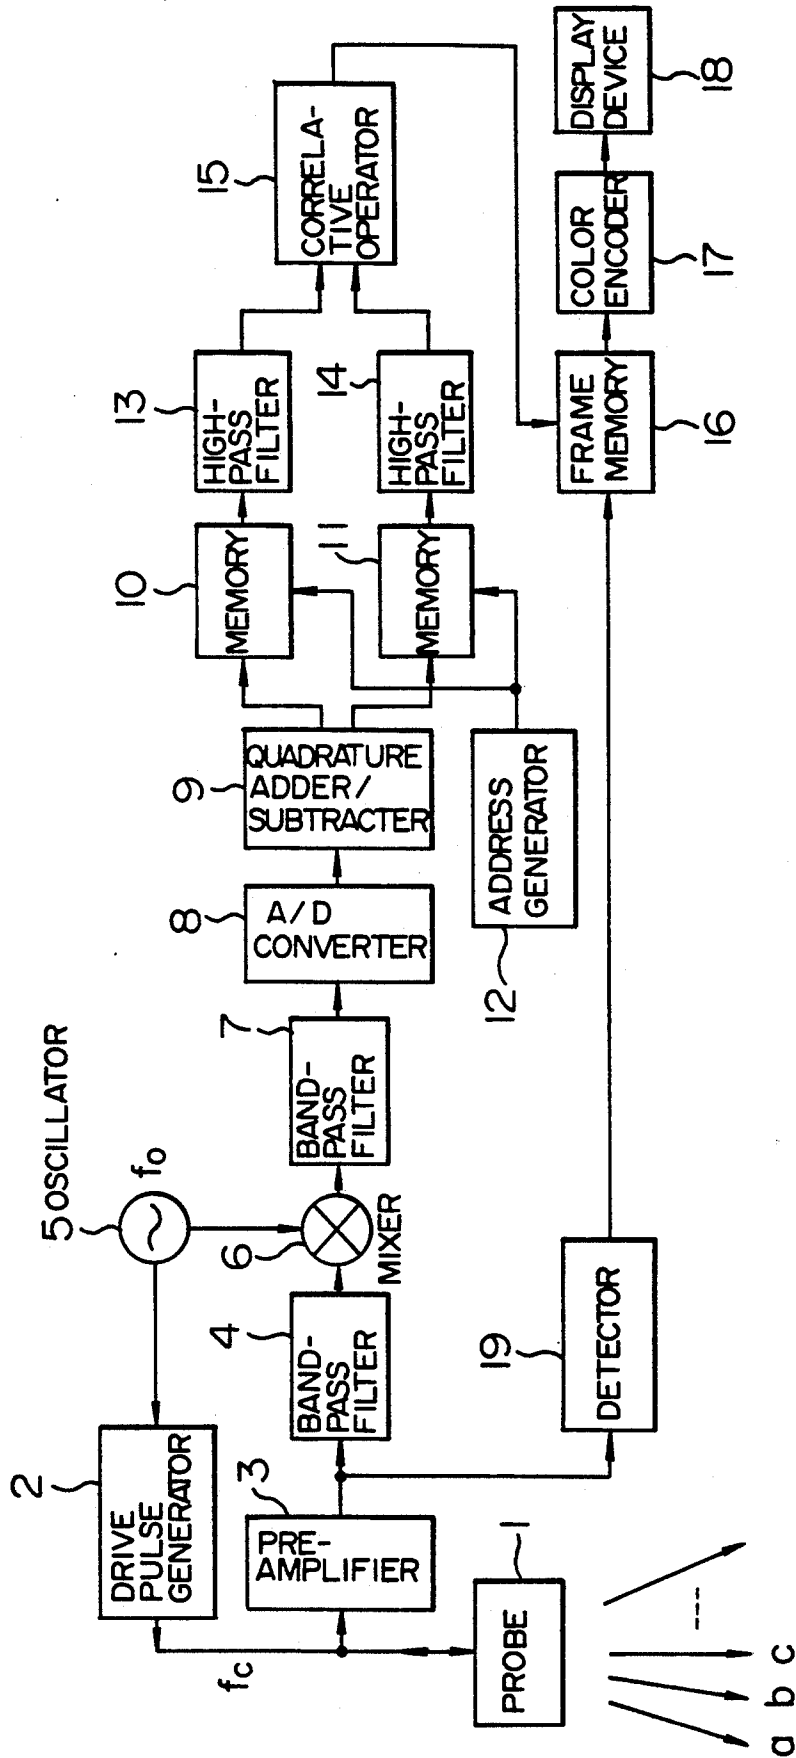 5 OSCILLATOR
fo
2
DRIVE
PULSE
GENERATOR
fc
3
PRE-
AMPLIFIER
1
PROBE
a
b
c
4
BAND-
PASS
FILTER
6
MIXER
7
BAND-
PASS
FILTER
8
A/D
CONVERTER
9
QUADRATURE
ADDER/
SUBTRACTER
10
MEMORY
11
MEMORY
12
ADDRESS
GENERATOR
13
HIGH-
PASS
FILTER
14
HIGH-
PASS
FILTER
15
CORRELA-
TIVE
OPERATOR
19
DETECTOR
FRAME
MEMORY
16
COLOR
ENCODER
17
DISPLAY
DEVICE
18